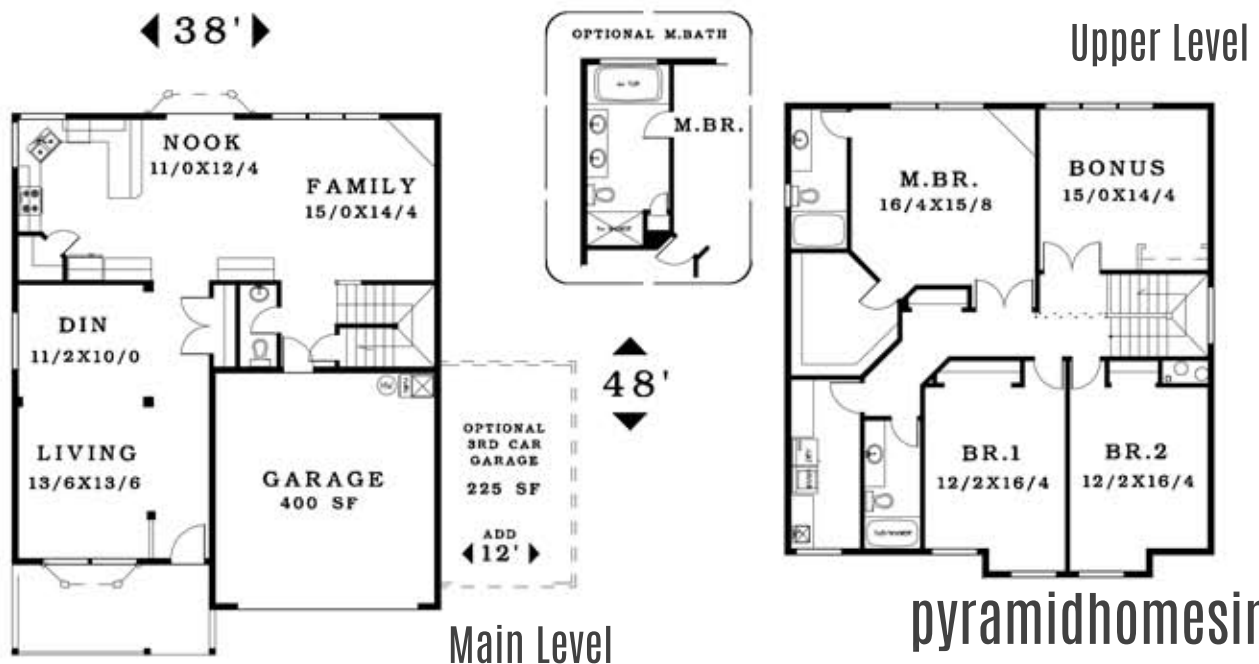 38'
NOOK
11/0X12/4
FAMILY
15/0X14/4
DIN
11/2X10/0
LIVING
13/6X13/6
GARAGE
400 SF
OPTIONAL
3RD CAR
GARAGE
225 SF
ADD
12'
48'
Main Level
OPTIONAL M.BATH
M.BR.
Upper Level
M.BR.
16/4X15/8
BONUS
15/0X14/4
BR.1
12/2X16/4
BR.2
12/2X16/4
pyramidhomesin